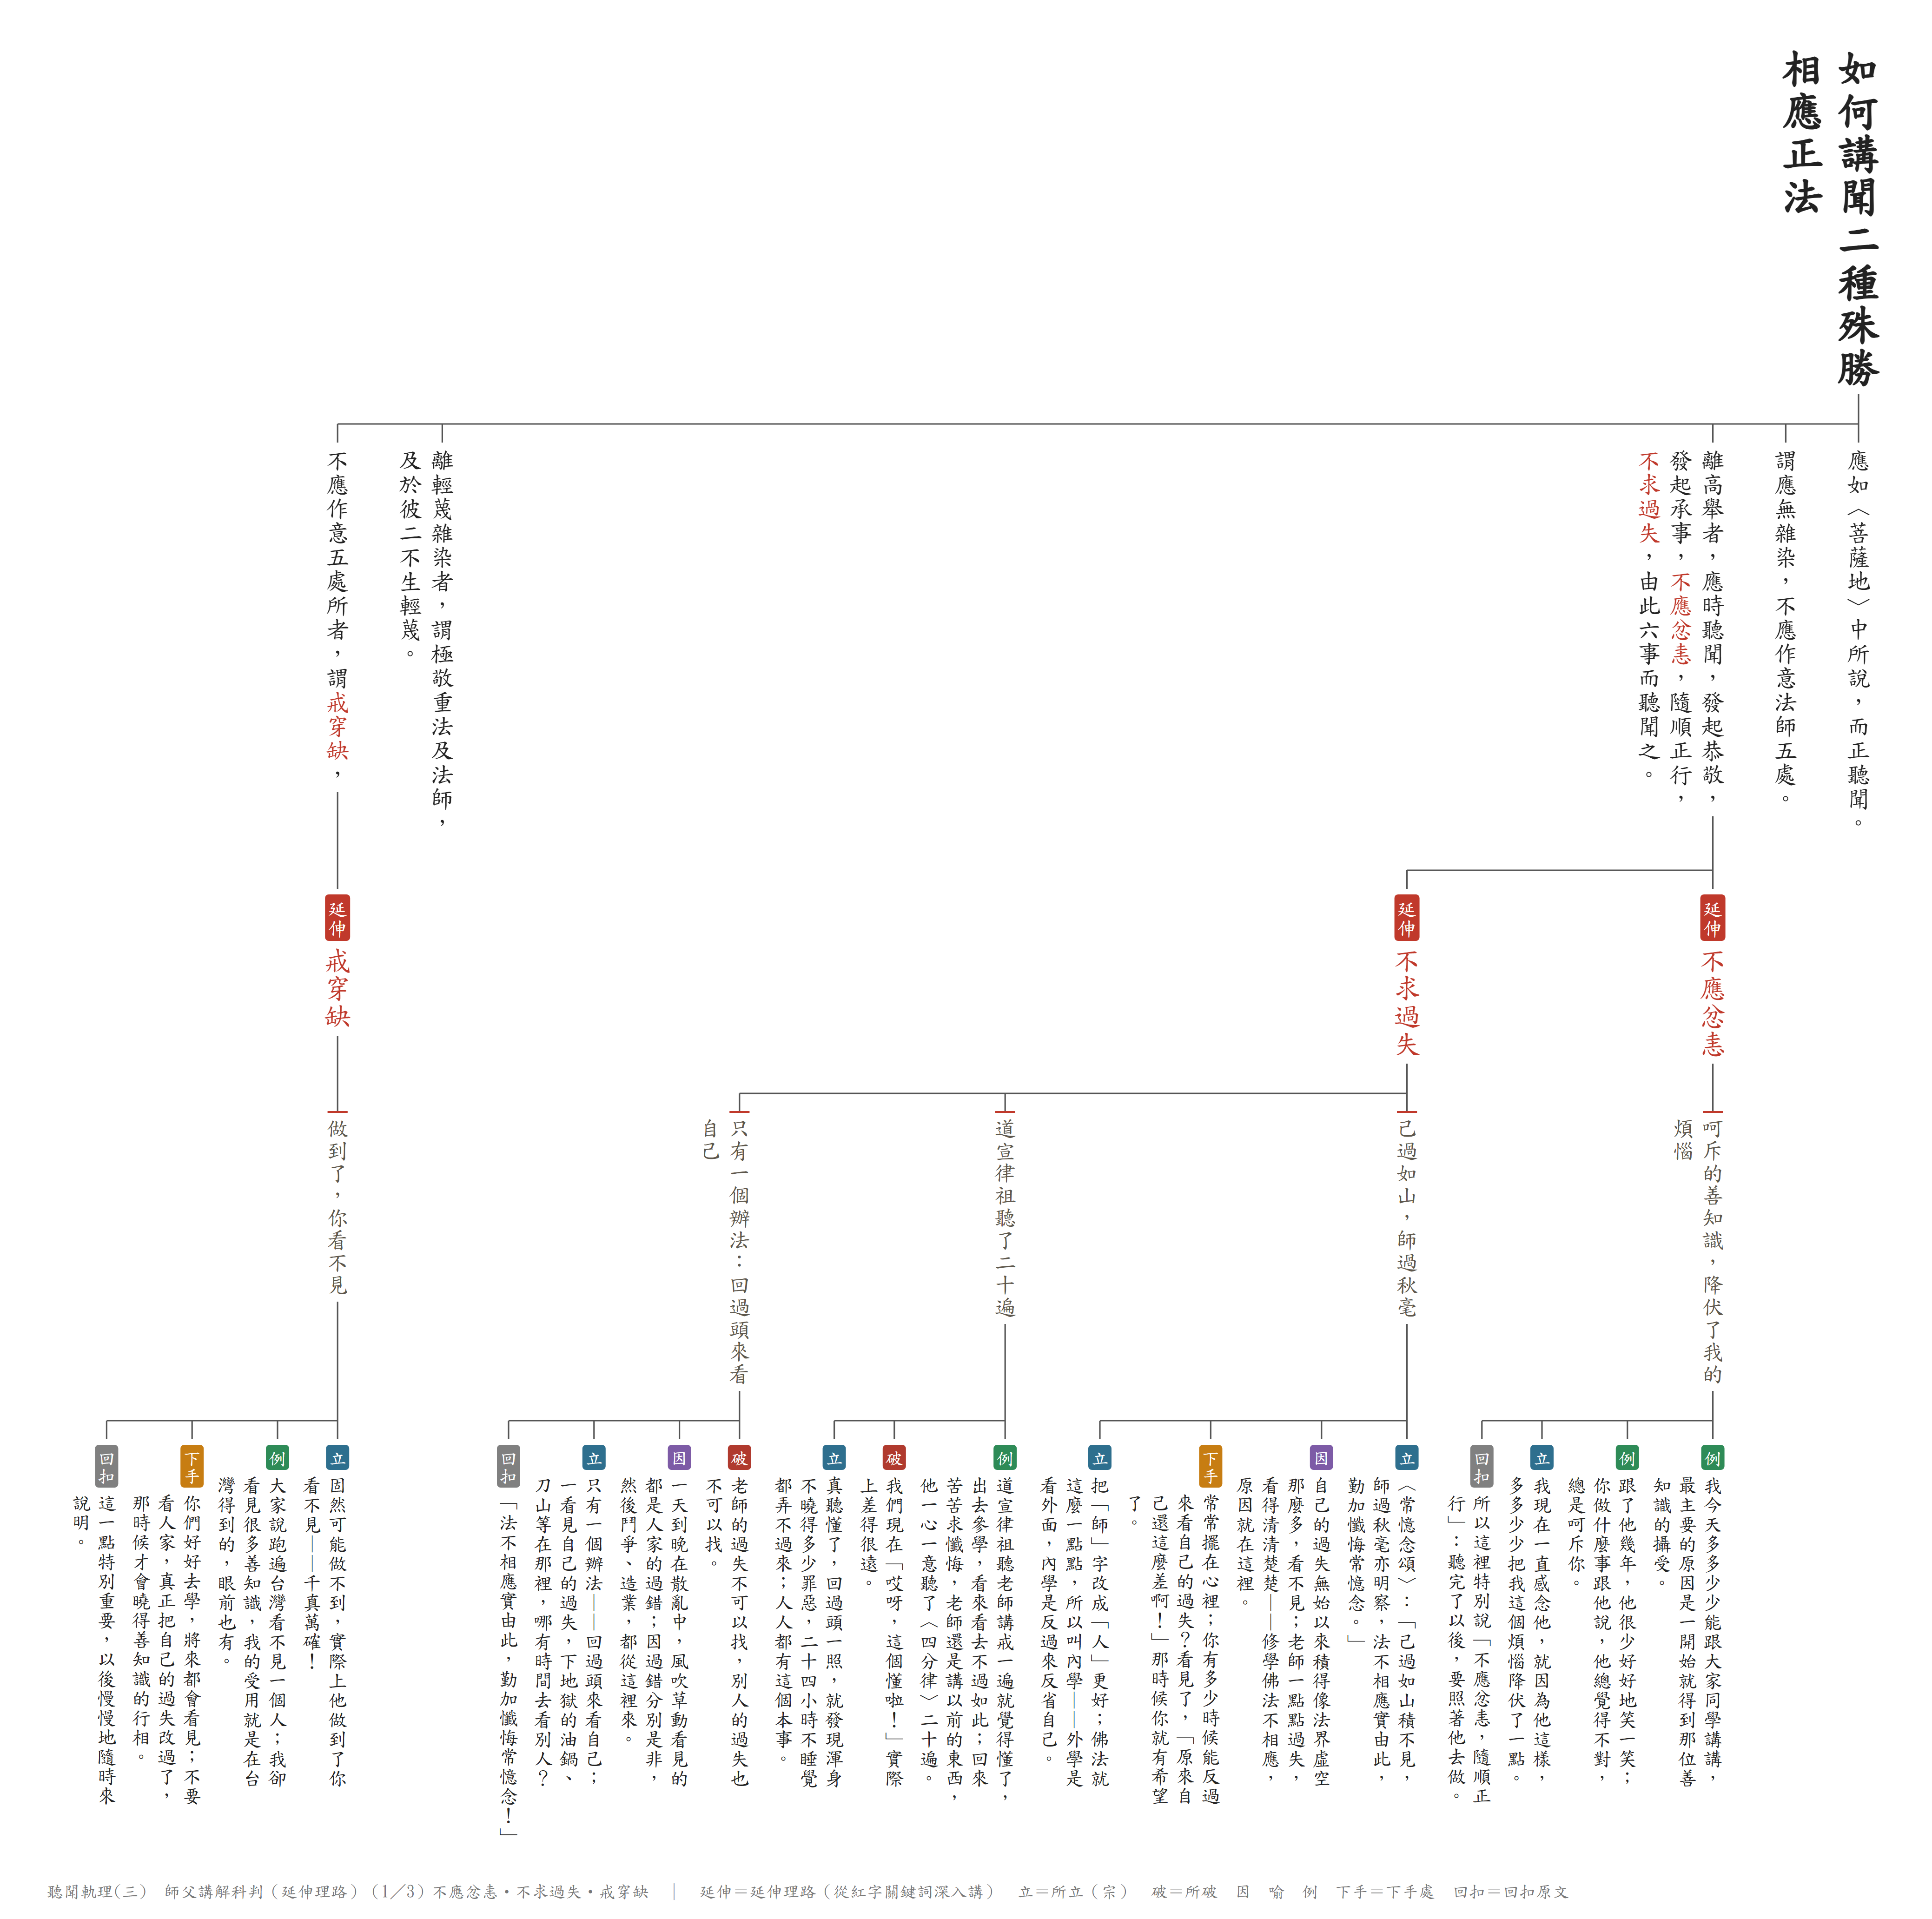 如何講聞二種殊勝
相應正法
應如〈菩薩地〉中所說，而正聽聞。
謂應無雜染，不應作意法師五處。
離高舉者，應時聽聞，發起恭敬，
發起承事，不應忿恚，隨順正行，
不求過失，由此六事而聽聞之。
離輕蔑雜染者，謂極敬重法及法師，
及於彼二不生輕蔑。
不應作意五處所者，謂戒穿缺，
延伸
不應忿恚
延伸
不求過失
延伸
戒穿缺
呵斥的善知識，降伏了我的
煩惱
己過如山，師過秋毫
道宣律祖聽了二十遍
只有一個辦法：回過頭來看
自己
做到了，你看不見
例
我今天多多少少能跟大家同學講講，
最主要的原因是一開始就得到那位善
知識的攝受。
例
跟了他幾年，他很少好好地笑一笑；
你做什麼事跟他說，他總覺得不對，
總是呵斥你。
立
我現在一直感念他，就因為他這樣，
多多少少把我這個煩惱降伏了一點。
回扣
所以這裡特別說「不應忿恚，隨順正
行」：聽完了以後，要照著他去做。
立
〈常憶念頌〉：「己過如山積不見，
師過秋毫亦明察，法不相應實由此，
勤加懺悔常憶念。」
因
自己的過失無始以來積得像法界虛空
那麼多，看不見；老師一點點過失，
看得清清楚楚——修學佛法不相應，
原因就在這裡。
下手
常常擺在心裡；你有多少時候能反過
來看自己的過失？看見了，「原來自
己還這麼差啊！」那時候你就有希望
了。
立
把「師」字改成「人」更好；佛法就
這麼一點點，所以叫內學——外學是
看外面，內學是反過來反省自己。
例
道宣律祖聽老師講戒一遍就覺得懂了，
出去參學，看來看去不過如此；回來
苦苦求懺悔，老師還是講以前的東西，
他一心一意聽了〈四分律〉二十遍。
破
我們現在「哎呀，這個懂啦！」實際
上差得很遠。
立
真聽懂了，回過頭一照，就發現渾身
不曉得多少罪惡，二十四小時不睡覺
都弄不過來；人人都有這個本事。
破
老師的過失不可以找，別人的過失也
不可以找。
因
一天到晚在散亂中，風吹草動看見的
都是人家的過錯；因過錯分別是非，
然後鬥爭、造業，都從這裡來。
立
只有一個辦法——回過頭來看自己；
一看見自己的過失，下地獄的油鍋、
刀山等在那裡，哪有時間去看別人？
回扣
「法不相應實由此，勤加懺悔常憶念！」
立
固然可能做不到，實際上他做到了你
看不見——千真萬確！
例
大家說跑遍台灣看不見一個人；我卻
看見很多善知識，我的受用就是在台
灣得到的，眼前也有。
下手
你們好好去學，將來都會看見；不要
看人家，真正把自己的過失改過了，
那時候才會曉得善知識的行相。
回扣
這一點特別重要，以後慢慢地隨時來
說明。
聽聞軌理(三)　師父講解科判（延伸理路）（1／3）不應忿恚・不求過失・戒穿缺　｜　延伸＝延伸理路（從紅字關鍵詞深入講）　立＝所立（宗）　破＝所破　因　喻　例　下手＝下手處　回扣＝回扣原文